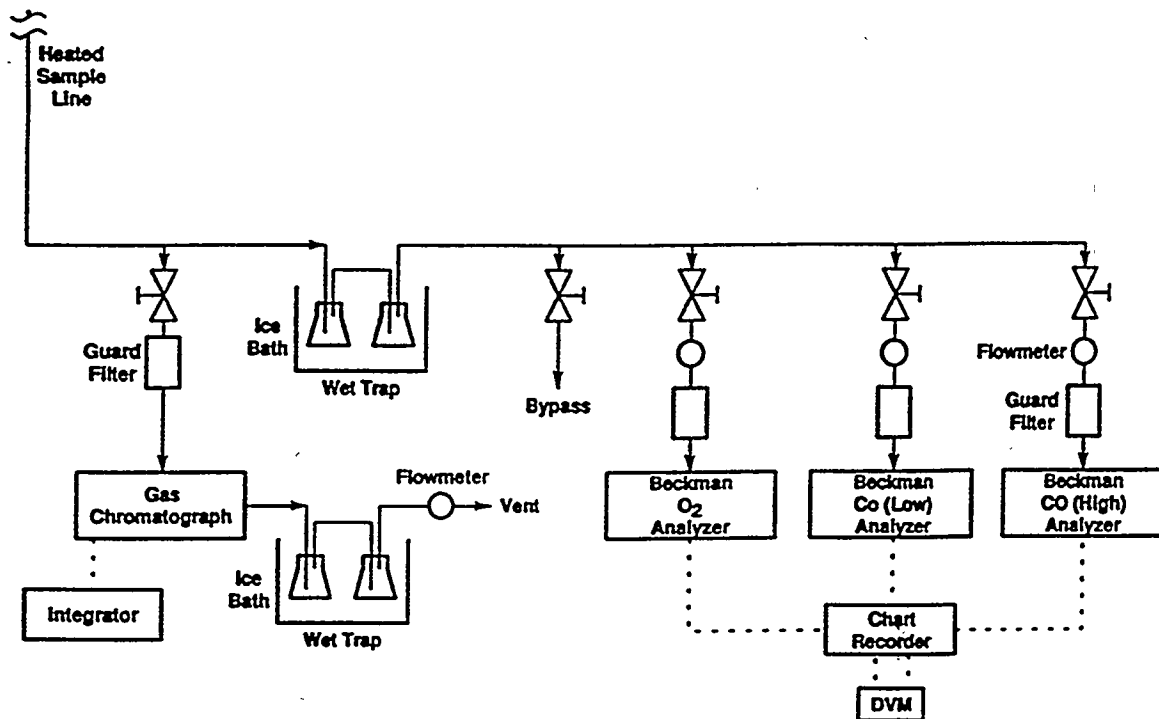 Heated
Sample
Line
Guard
Filter
Ice
Bath
Wet Trap
Bypass
Flowmeter
Guard
Filter
Gas
Chromatograph
Flowmeter
Vent
Beckman
O2
Analyzer
Beckman
Co (Low)
Analyzer
Beckman
CO (High)
Analyzer
Integrator
Ice
Bath
Wet Trap
Chart
Recorder
DVM